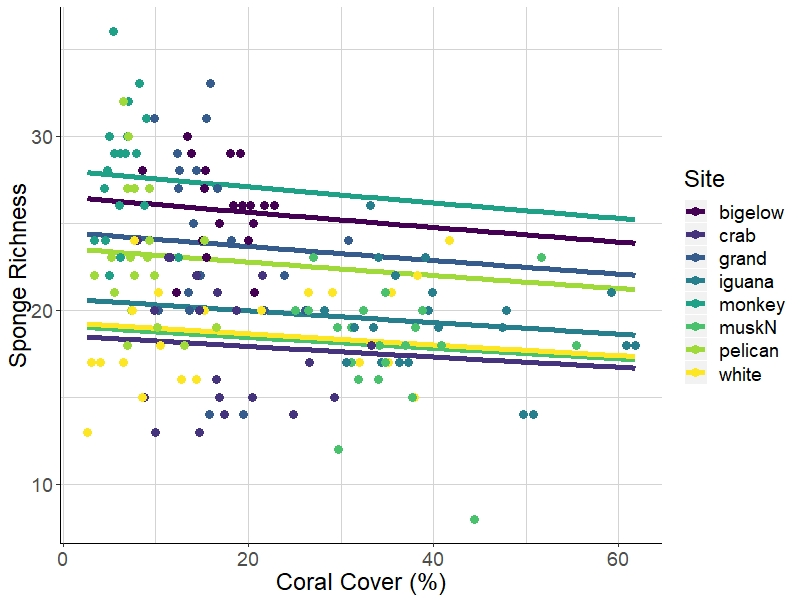 Sponge Richness
30
20
10
0
20
40
60
Coral Cover (%)
Site
bigelow
crab
grand
iguana
monkey
muskN
pelican
white